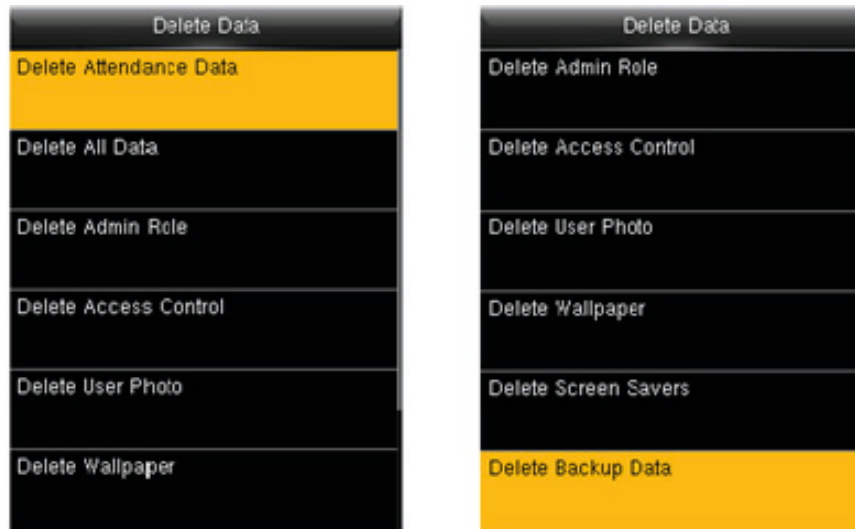 Delete Data
Delete Attendance Data
Delete All Data
Delete Admin Role
Delete Access Control
Delete User Photo
Delete Wallpaper
Delete Data
Delete Admin Role
Delete Access Control
Delete User Photo
Delete Wallpaper
Delete Screen Savers
Delete Backup Data